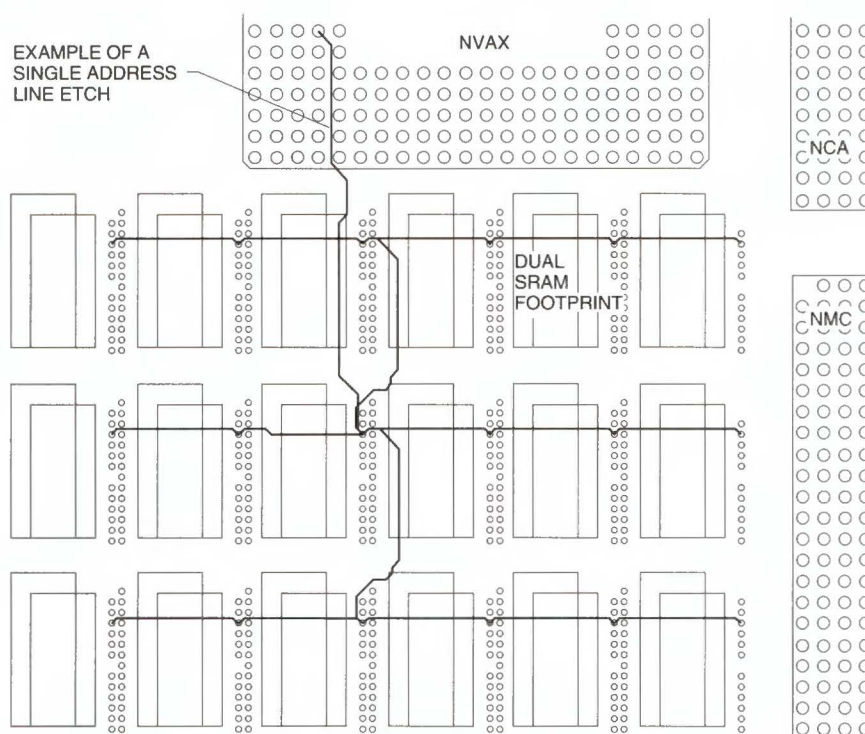 EXAMPLE OF A
SINGLE ADDRESS
LINE ETCH
NVAX
NCA
DUAL
SRAM
FOOTPRINT
NMC